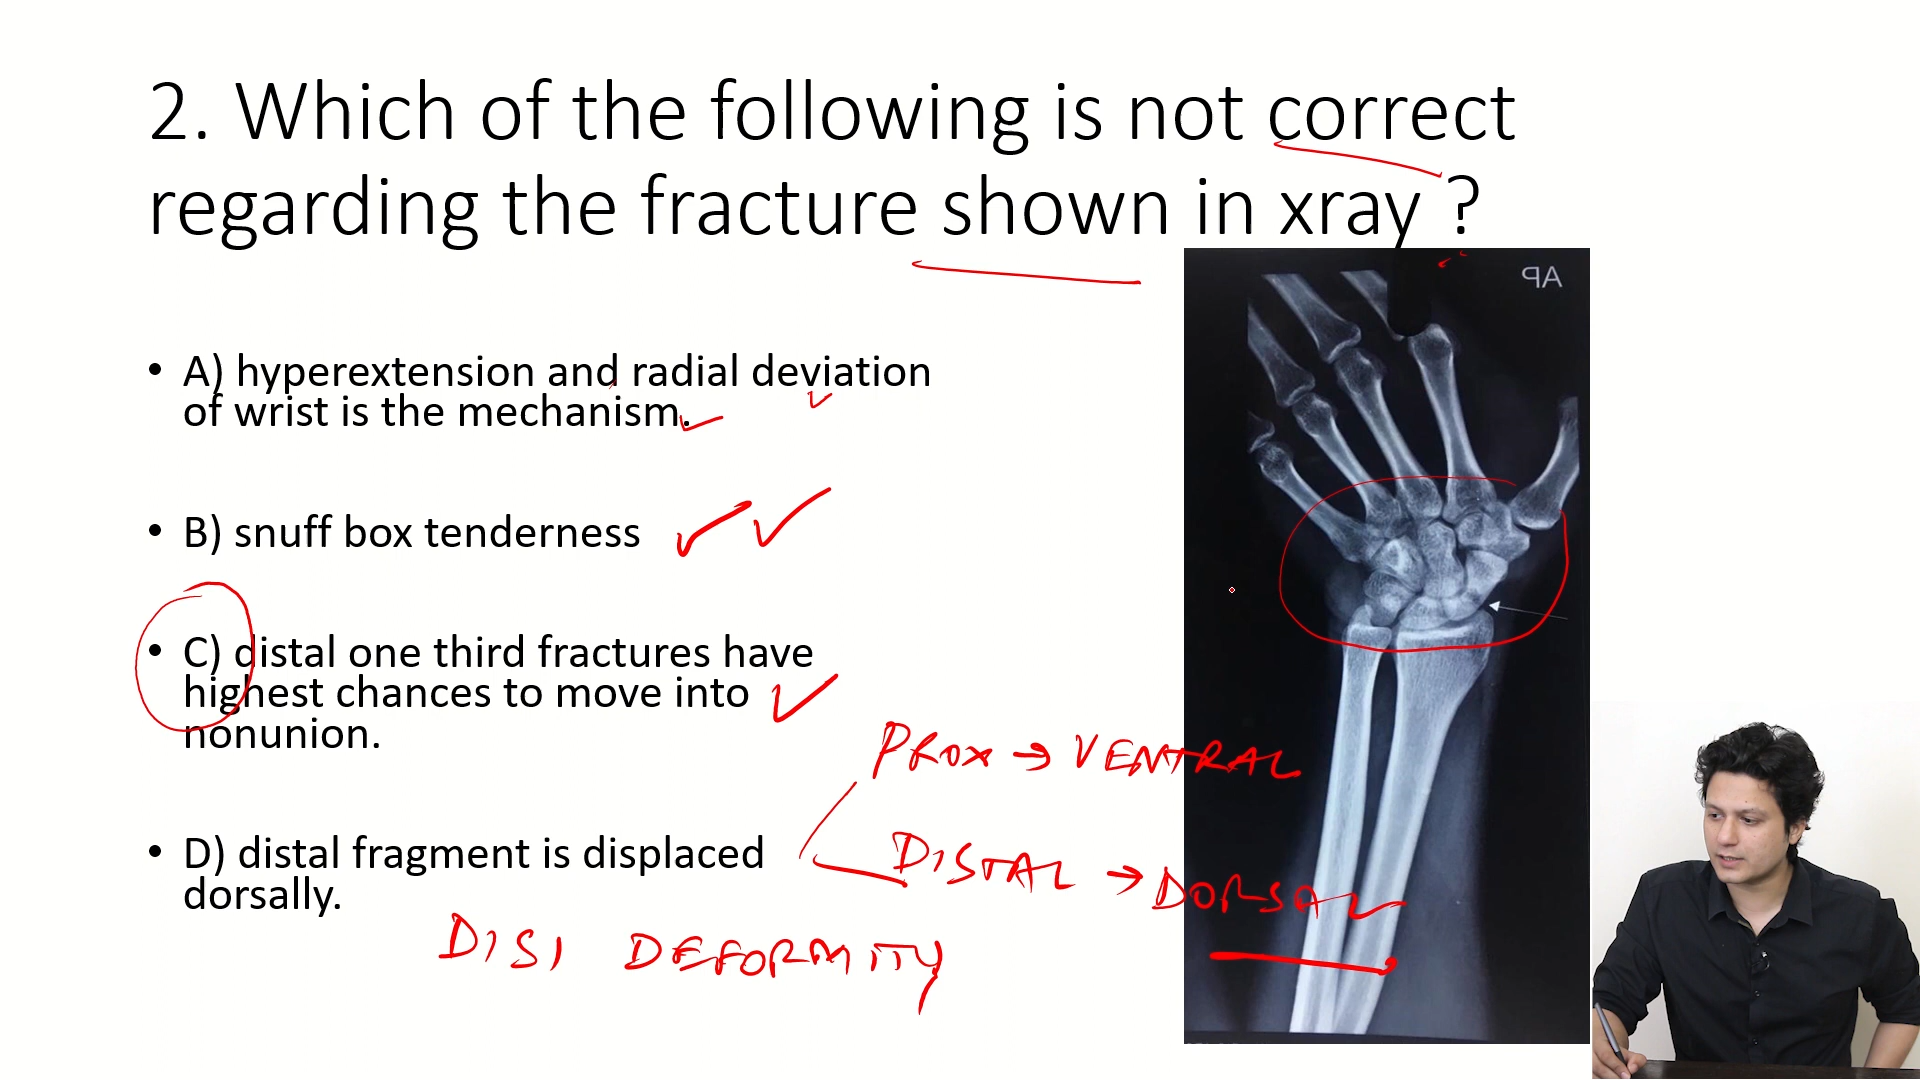 2. Which of the following is not correct
regarding the fracture shown in xray ?
AP
• A) hyperextension and radial deviation
of wrist is the mechanism.
• B) snuff box tenderness
• C) distal one third fractures have
highest chances to move into
nonunion.
PROX → VENTRAL
• D) distal fragment is displaced
dorsally.
DISTAL → DORSAL
DISI DEFORMITY